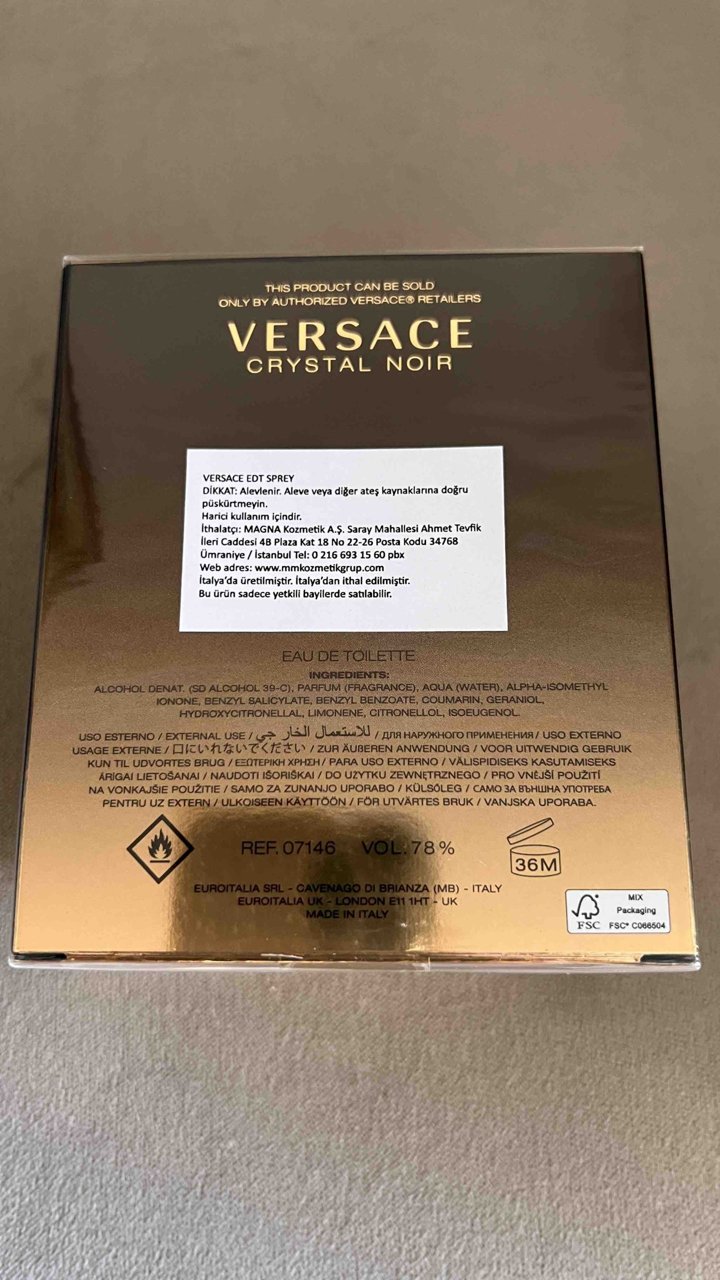 THIS PRODUCT CAN BE SOLD
ONLY BY AUTHORIZED VERSACE® RETAILERS
VERSACE
CRYSTAL NOIR
VERSACE EDT SPREY
DİKKAT: Alevlenir. Aleve veya diğer ateş kaynaklarına doğru
püskürtmeyin.
Harici kullanım içindir.
İthalatçı: MAGNA Kozmetik A.Ş. Saray Mahallesi Ahmet Tevfik
İleri Caddesi 4B Plaza Kat 18 No 22-26 Posta Kodu 34768
Ümraniye / İstanbul Tel: 0 216 693 15 60 pbx
Web adres: www.mmkozmetikgrup.com
İtalya'da üretilmiştir. İtalya'dan ithal edilmiştir.
Bu ürün sadece yetkili bayilerde satılabilir.
EAU DE TOILETTE
INGREDIENTS:
ALCOHOL DENAT. (SD ALCOHOL 39-C), PARFUM (FRAGRANCE), AQUA (WATER), ALPHA-ISOMETHYL
IONONE, BENZYL SALICYLATE, BENZYL BENZOATE, COUMARIN, GERANIOL,
HYDROXYCITRONELLAL, LIMONENE, CITRONELLOL, ISOEUGENOL.
USO ESTERNO / EXTERNAL USE / للاستعمال الخار جي / ДЛЯ НАРУЖНОГО ПРИМЕНЕНИЯ / USO EXTERNO
USAGE EXTERNE / 口にいれないでください / ZUR ÄUßEREN ANWENDUNG / VOOR UITWENDIG GEBRUIK
KUN TIL UDVORTES BRUG / ΕΞΩΤΕΡΙΚΗ ΧΡΗΣΗ / PARA USO EXTERNO / VÄLISPIDISEKS KASUTAMISEKS
ĀRĪGAI LIETOŠANAI / NAUDOTI IŠORIŠKAI / DO UŻYTKU ZEWNĘTRZNEGO / PRO VNĚJŠÍ POUŽITÍ
NA VONKAJŠIE POUŽITIE / SAMO ZA ZUNANJO UPORABO / KÜLSŐLEG / САМО ЗА ВЪНШНА УПОТРЕБА
PENTRU UZ EXTERN / ULKOISEEN KÄYTTÖÖN / FÖR UTVÄRTES BRUK / VANJSKA UPORABA.
REF. 07146 VOL. 78%
36M
EUROITALIA SRL - CAVENAGO DI BRIANZA (MB) - ITALY
EUROITALIA UK - LONDON E11 1HT - UK
MADE IN ITALY
MIX
Packaging
FSC FSC® C066504